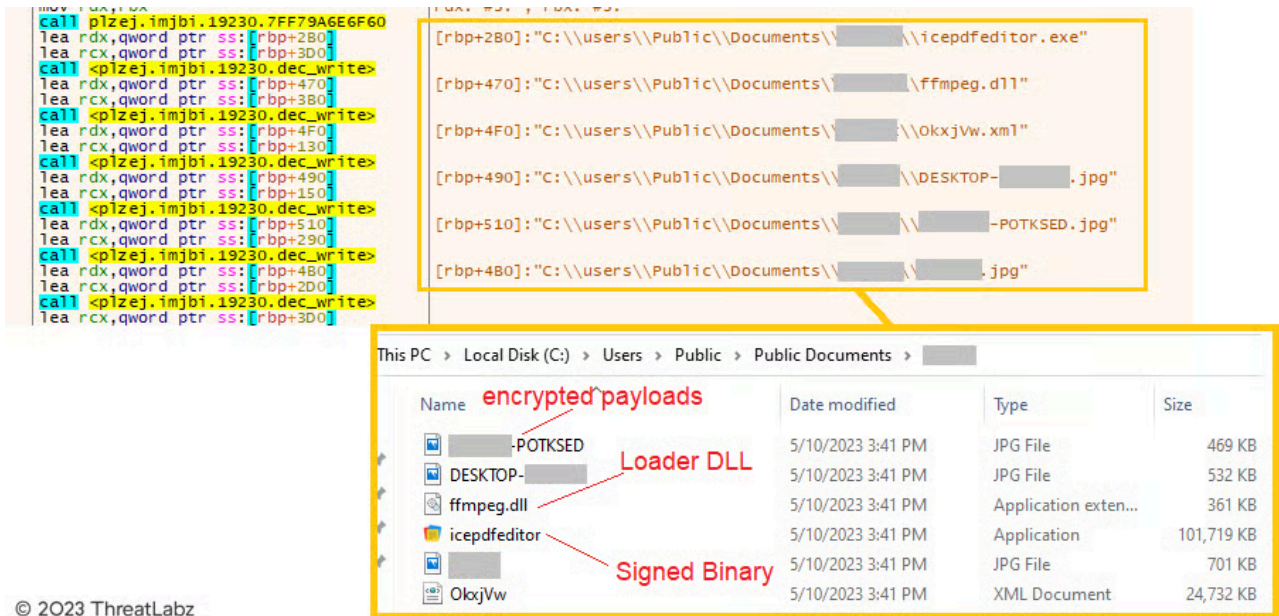 call plzej.imjbi.19230.7FF79A6E6F60
lea rdx,qword ptr ss:[rbp+2B0]
lea rcx,qword ptr ss:[rbp+3D0]
call <plzej.imjbi.19230.dec_write>
lea rdx,qword ptr ss:[rbp+470]
lea rcx,qword ptr ss:[rbp+3B0]
call <plzej.imjbi.19230.dec_write>
lea rdx,qword ptr ss:[rbp+4F0]
lea rcx,qword ptr ss:[rbp+130]
call <plzej.imjbi.19230.dec_write>
lea rdx,qword ptr ss:[rbp+490]
lea rcx,qword ptr ss:[rbp+150]
call <plzej.imjbi.19230.dec_write>
lea rdx,qword ptr ss:[rbp+510]
lea rcx,qword ptr ss:[rbp+290]
call <plzej.imjbi.19230.dec_write>
lea rdx,qword ptr ss:[rbp+4B0]
lea rcx,qword ptr ss:[rbp+2D0]
call <plzej.imjbi.19230.dec_write>
lea rcx,qword ptr ss:[rbp+3D0]
[rbp+2B0]:"C:\\users\\Public\\Documents\\ \\icepdfeditor.exe"
[rbp+470]:"C:\\users\\Public\\Documents\\ \\ffmpeg.dll"
[rbp+4F0]:"C:\\users\\Public\\Documents\\ \\OkxjVw.xml"
[rbp+490]:"C:\\users\\Public\\Documents\\ \\DESKTOP- .jpg"
[rbp+510]:"C:\\users\\Public\\Documents\\ \\ -POTKSED.jpg"
[rbp+4B0]:"C:\\users\\Public\\Documents\\ \\ .jpg"
This PC > Local Disk (C:) > Users > Public > Public Documents >
Name Date modified Type Size
encrypted payloads
-POTKSED 5/10/2023 3:41 PM JPG File 469 KB
Loader DLL
DESKTOP- 5/10/2023 3:41 PM JPG File 532 KB
ffmpeg.dll 5/10/2023 3:41 PM Application exten... 361 KB
icepdfeditor 5/10/2023 3:41 PM Application 101,719 KB
Signed Binary
5/10/2023 3:41 PM JPG File 701 KB
OkxjVw 5/10/2023 3:41 PM XML Document 24,732 KB
© 2023 ThreatLabz